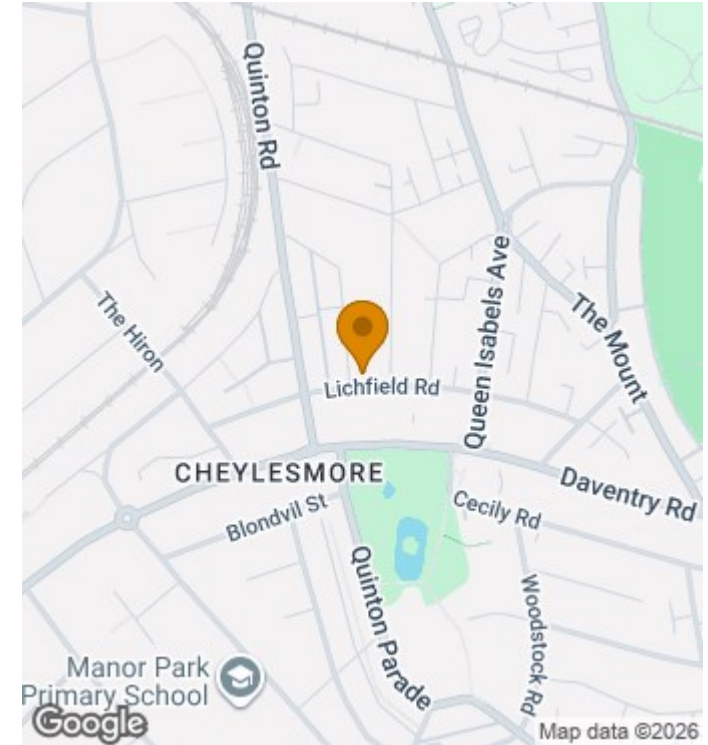 Quinton Rd
Queen Isabels Ave
The Mount
The Hiron
Lichfield Rd
CHEYLESMORE
Daventry Rd
Blondvil St
Cecily Rd
Quinton Parade
Woodstock Rd
Manor Park
Primary School
Google
Map data ©2026